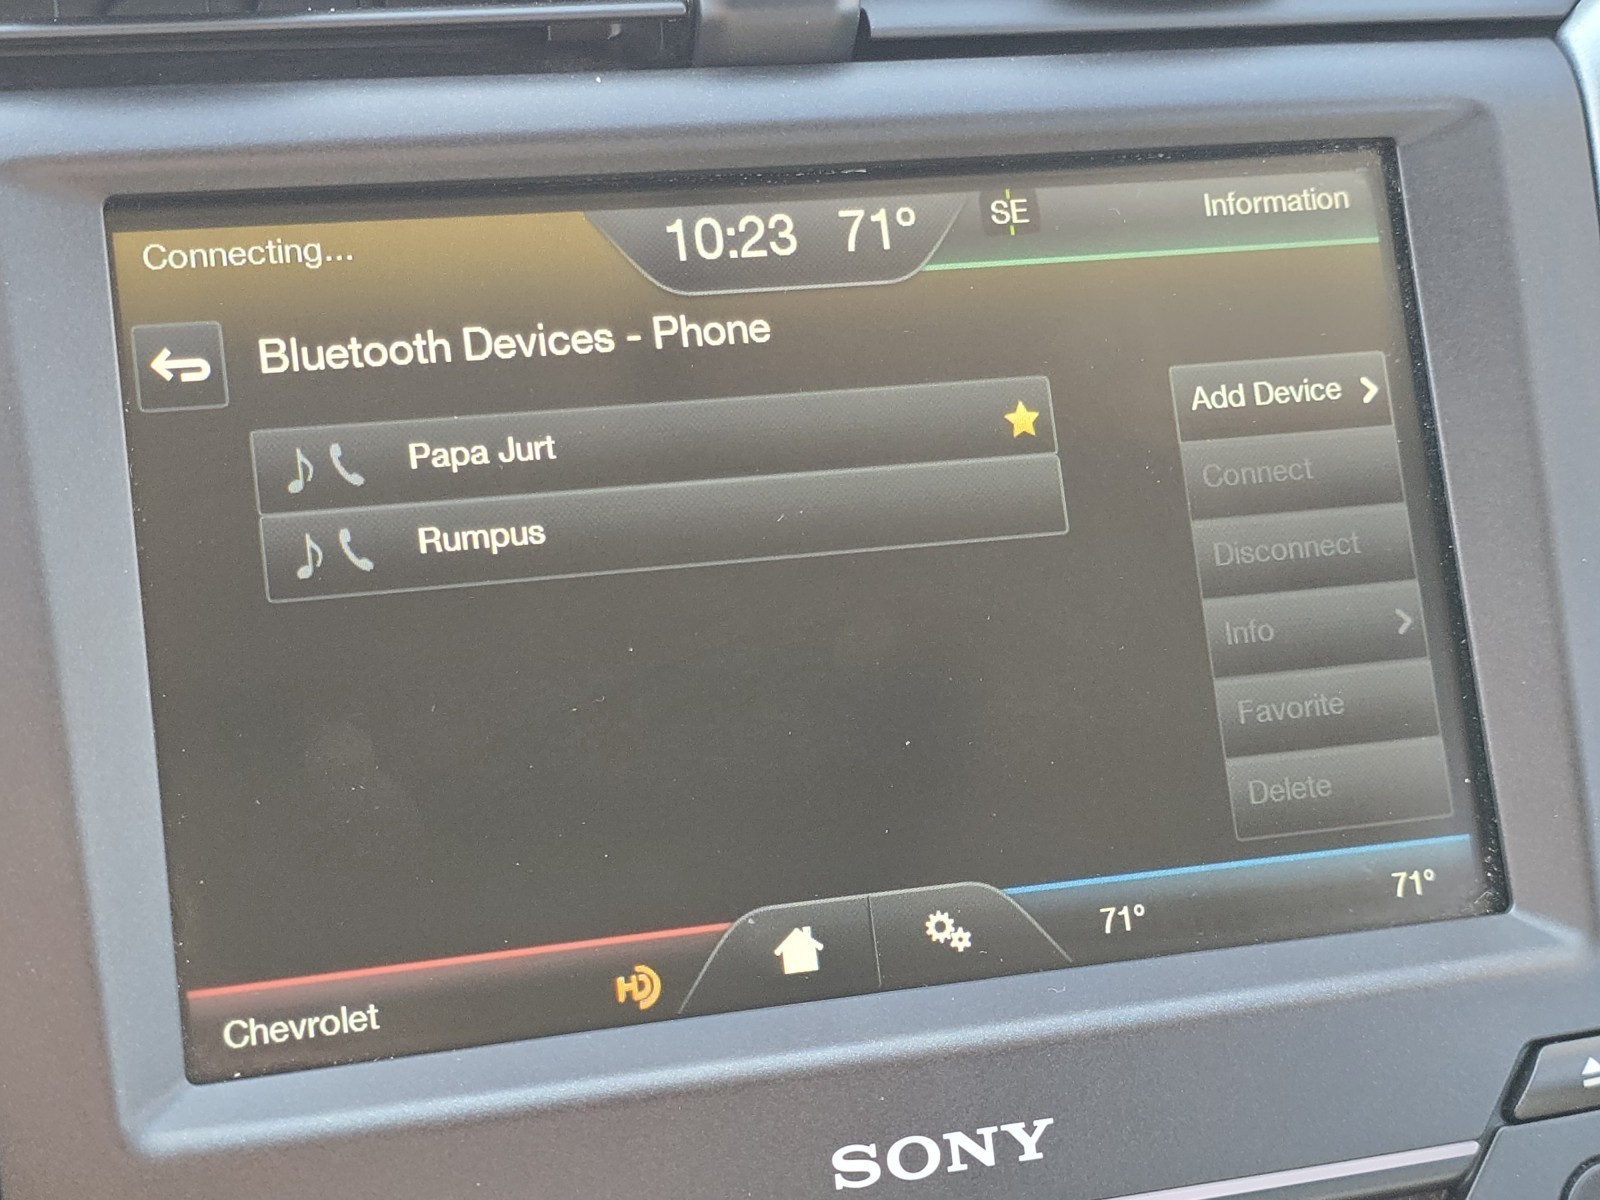 Connecting...
10:23 71°
SE
Information
Bluetooth Devices - Phone
Papa Jurt
Rumpus
Add Device
Connect
Disconnect
Info
Favorite
Delete
Chevrolet
HD
71°
71°
SONY